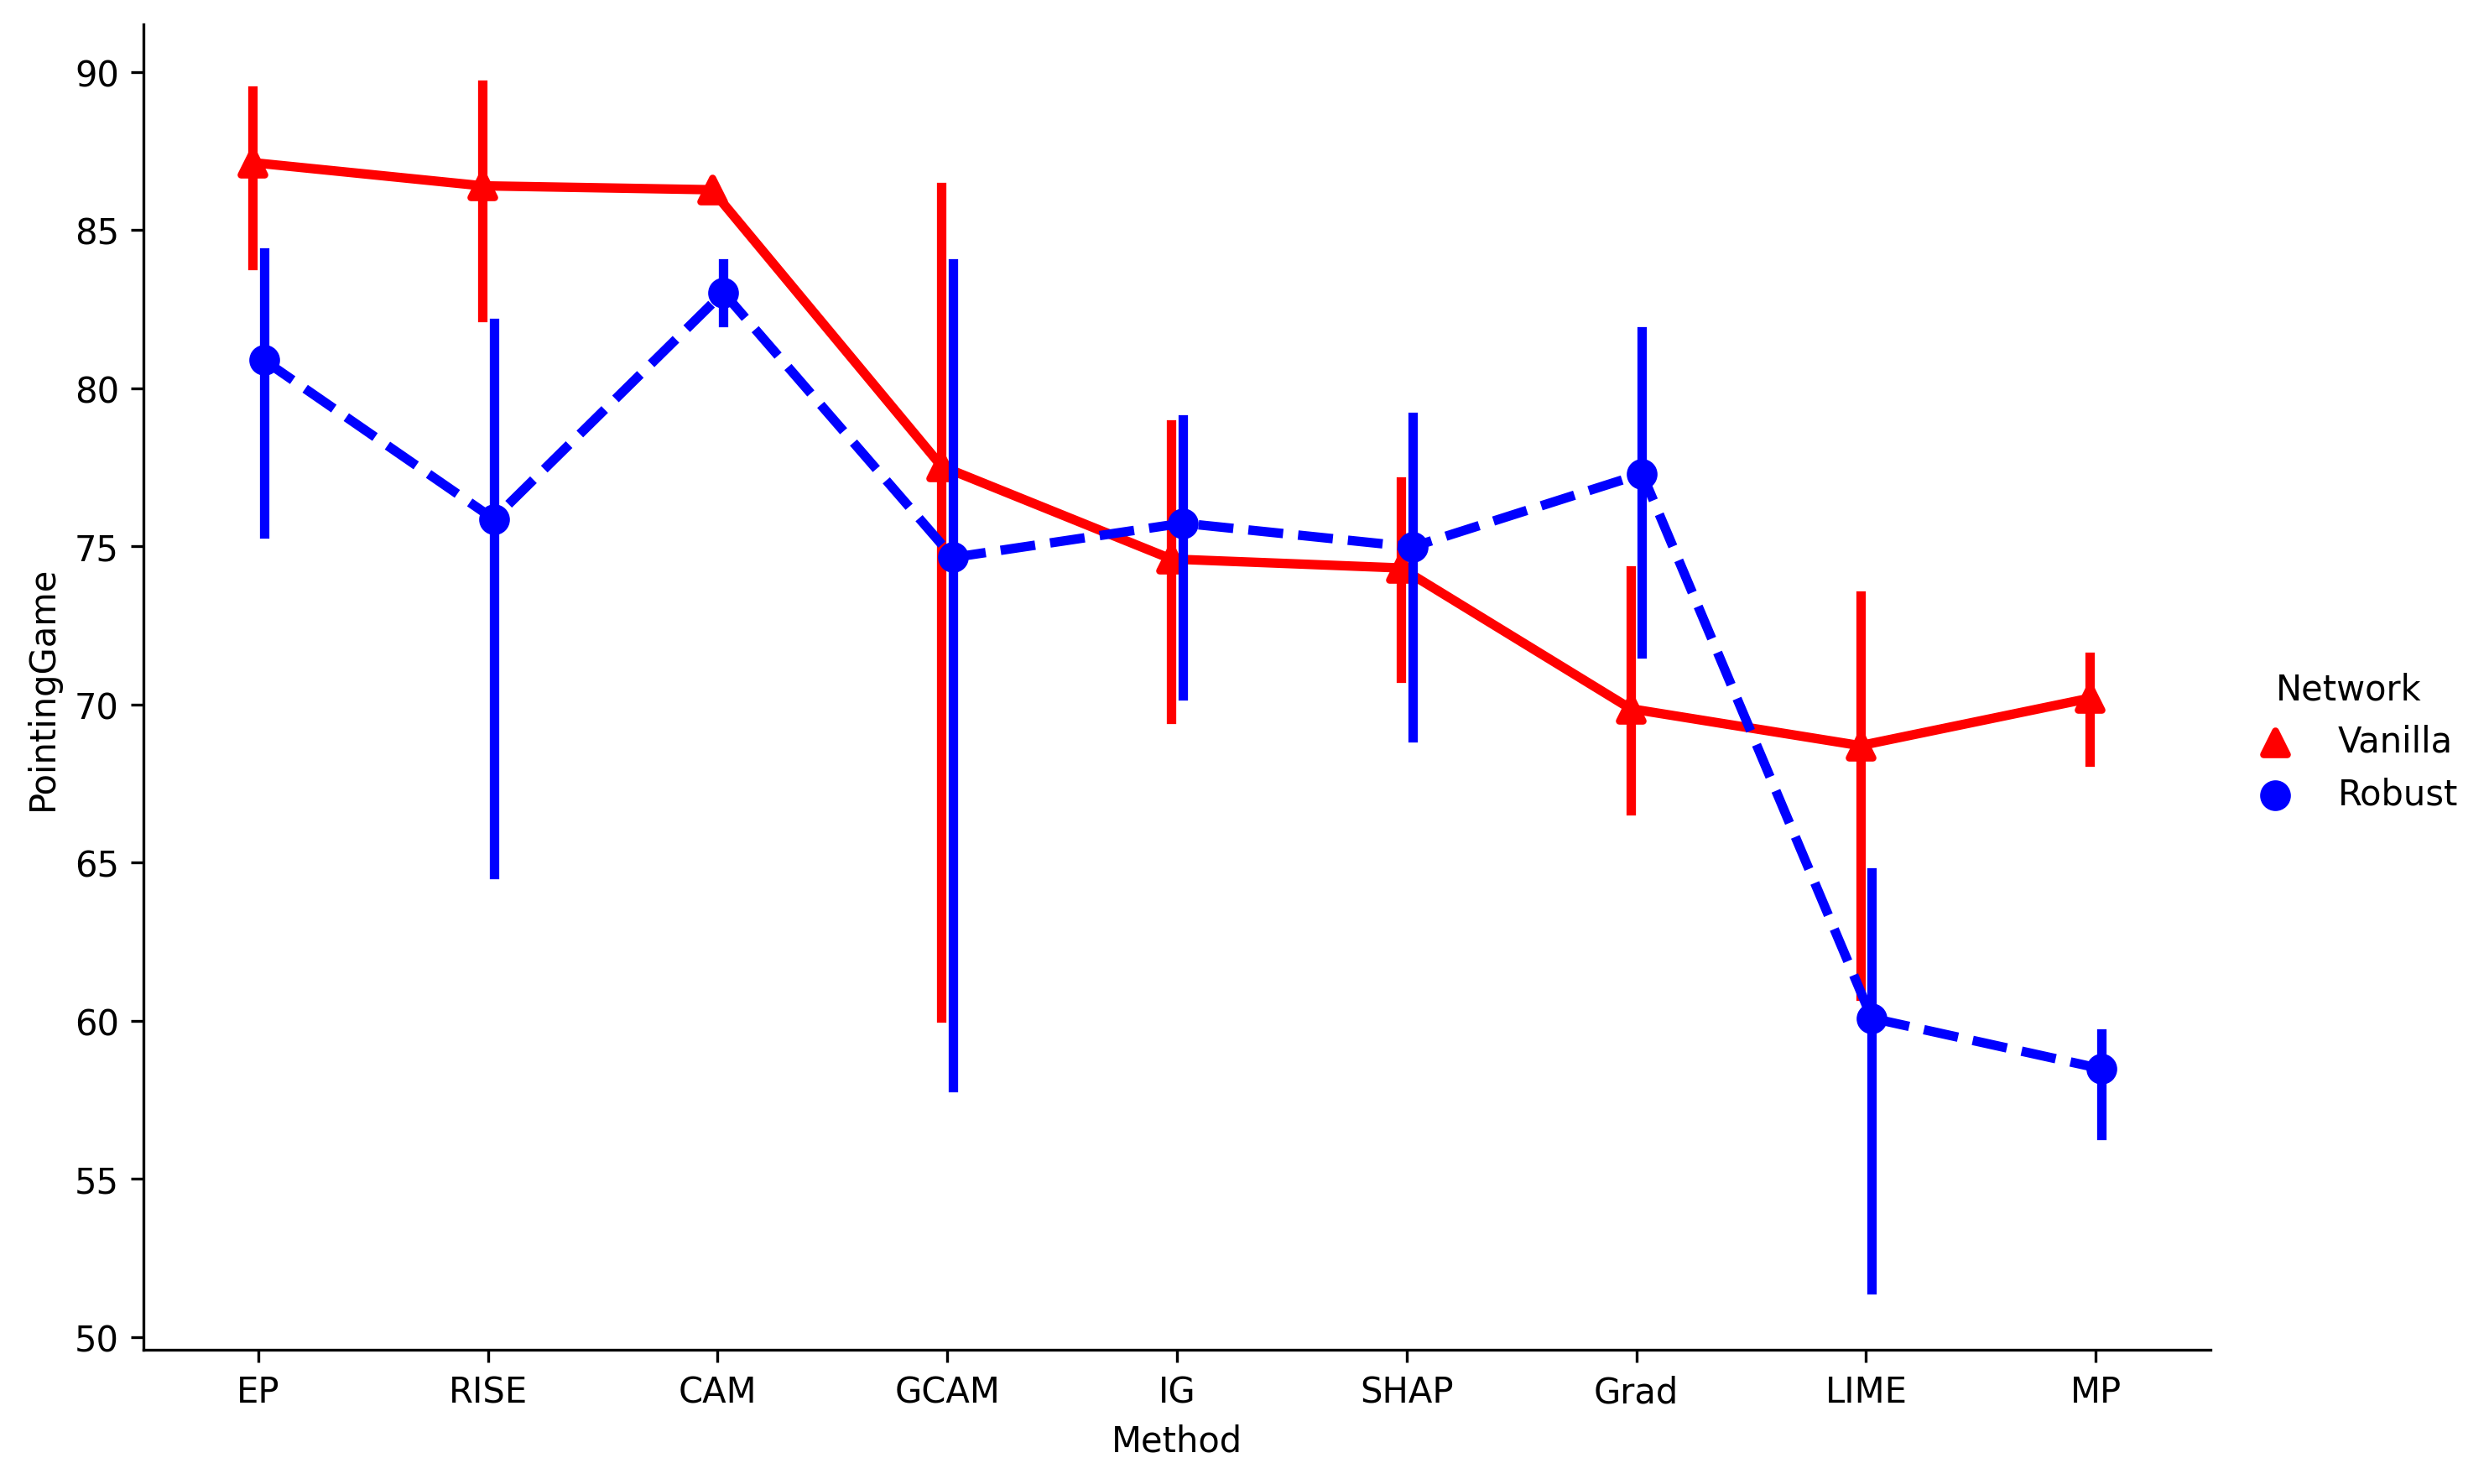 90
85
80
75
70
65
60
55
50
PointingGame
EP RISE CAM GCAM IG SHAP Grad LIME MP
Method
Network
Vanilla
Robust